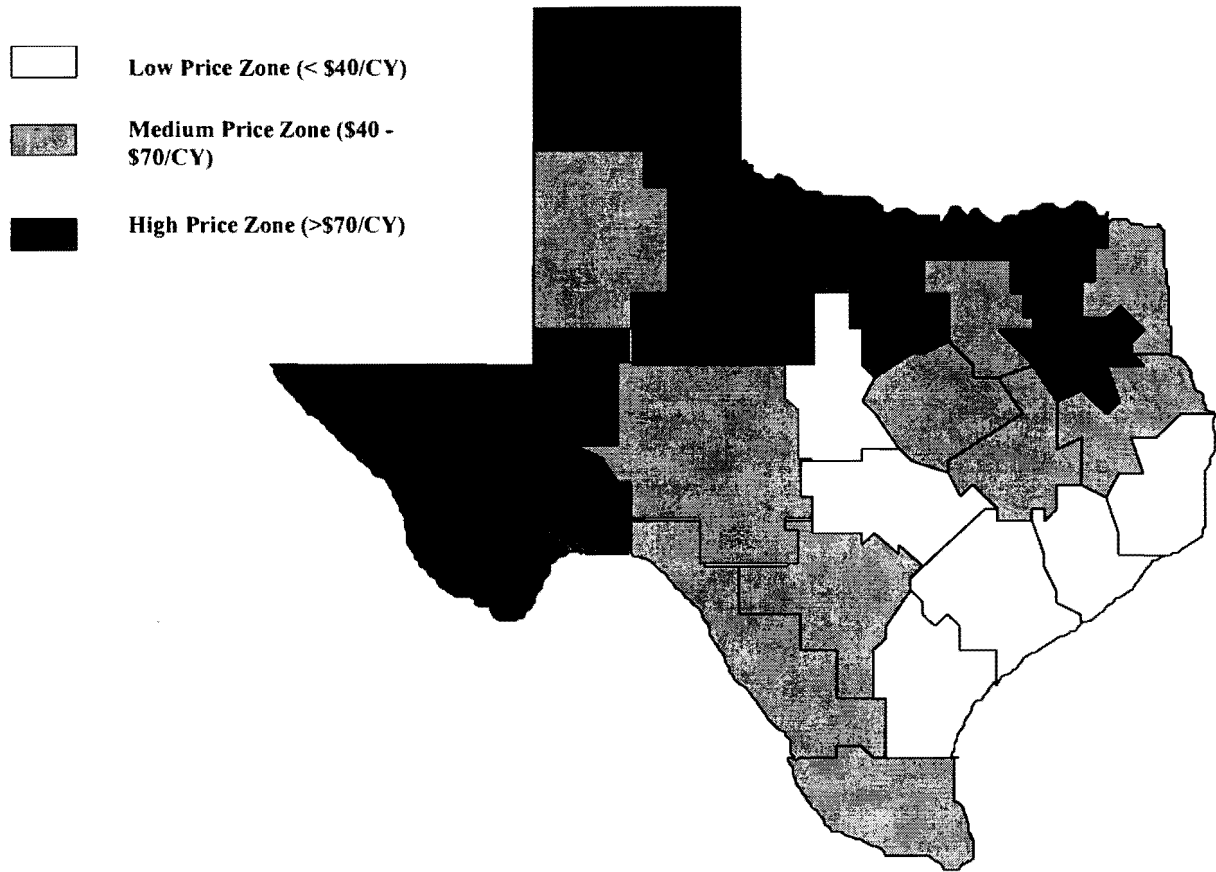 Low Price Zone (< $40/CY)
Medium Price Zone ($40 -
$70/CY)
High Price Zone (>$70/CY)